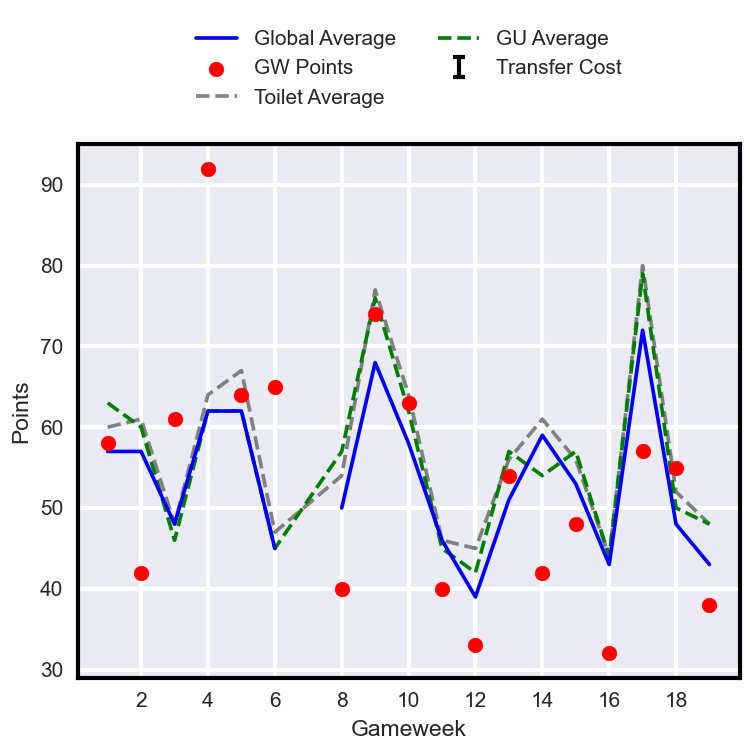 Global Average GU Average
GW Points Transfer Cost
Toilet Average
90
80
70
60
50
40
30
Points
2 4 6 8 10 12 14 16 18
Gameweek